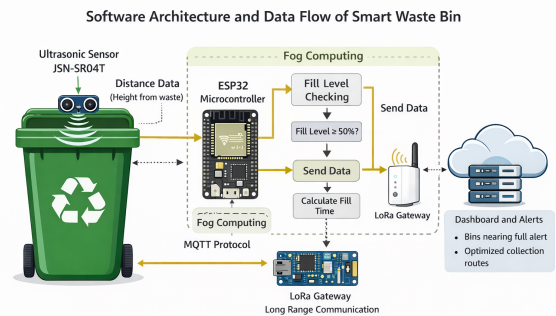 Software Architecture and Data Flow of Smart Waste Bin
Ultrasonic Sensor
JSN-SR04T
Distance Data
(Height from waste)
Fog Computing
ESP32
Microcontroller
Fill Level
Checking
Send Data
Fill Level ≥ 50%?
Send Data
Calculate Fill
Time
Fog Computing
LoRa Gateway
MQTT Protocol
LoRa Gateway
Long Range Communication
Dashboard and Alerts
• Bins nearing full alert
• Optimized collection
routes